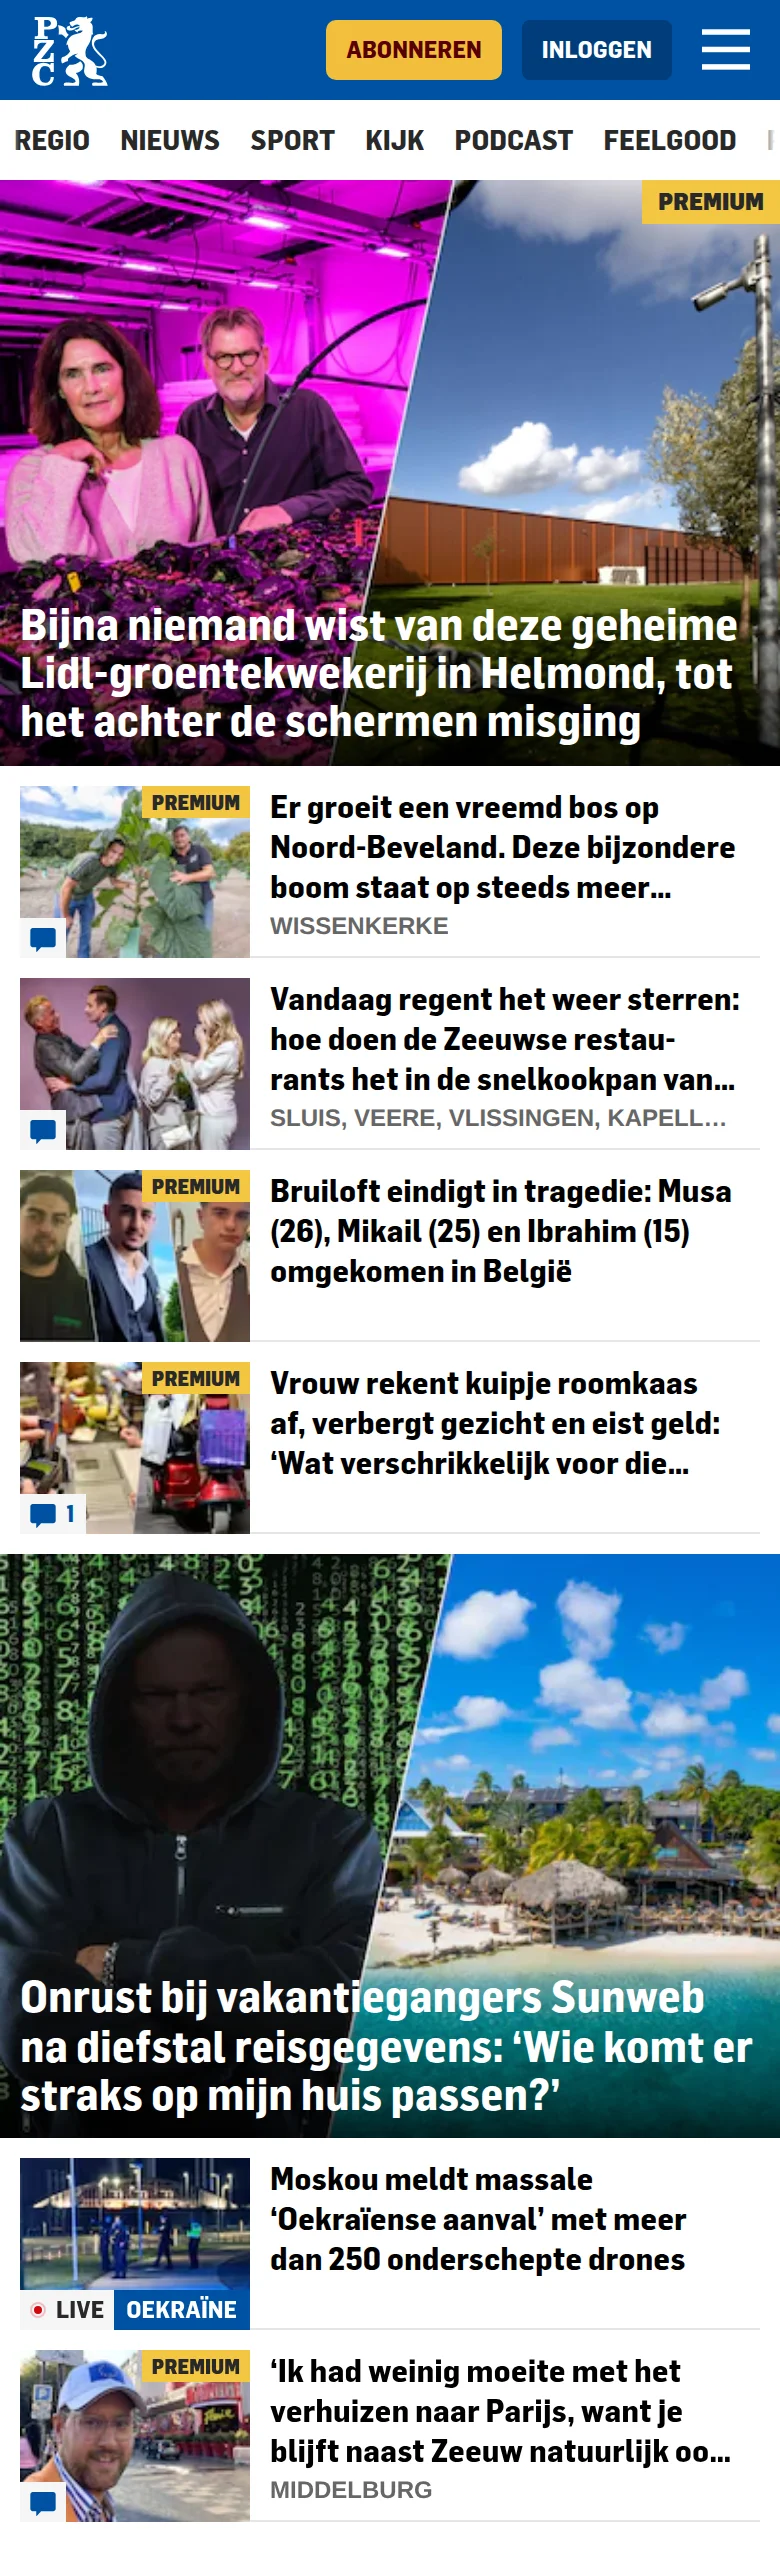 PZC
ABONNEREN
INLOGGEN
REGIO NIEUWS SPORT KIJK PODCAST FEELGOOD
PREMIUM
Bijna niemand wist van deze geheime
Lidl-groentekwekerij in Helmond, tot
het achter de schermen misging
PREMIUM
Er groeit een vreemd bos op
Noord-Beveland. Deze bijzondere
boom staat op steeds meer...
WISSENKERKE
Vandaag regent het weer sterren:
hoe doen de Zeeuwse restau-
rants het in de snelkookpan van...
SLUIS, VEERE, VLISSINGEN, KAPELL...
PREMIUM
Bruiloft eindigt in tragedie: Musa
(26), Mikail (25) en Ibrahim (15)
omgekomen in België
PREMIUM
1
Vrouw rekent kuipje roomkaas
af, verbergt gezicht en eist geld:
‘Wat verschrikkelijk voor die...
Onrust bij vakantiegangers Sunweb
na diefstal reisgegevens: ‘Wie komt er
straks op mijn huis passen?’
LIVE OEKRAÏNE
Moskou meldt massale
‘Oekraïense aanval’ met meer
dan 250 onderschepte drones
PREMIUM
‘Ik had weinig moeite met het
verhuizen naar Parijs, want je
blijft naast Zeeuw natuurlijk oo...
MIDDELBURG